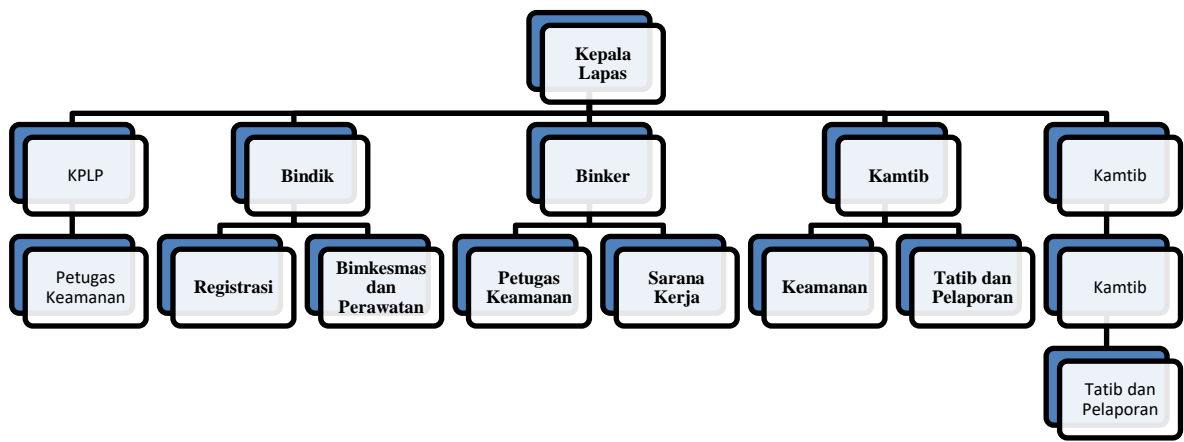 Kepala
Lapas
KPLP
Bindik
Binker
Kamtib
Kamtib
Petugas
Keamanan
Registrasi
Bimkesmas
dan
Perawatan
Petugas
Keamanan
Sarana
Kerja
Keamanan
Tatib dan
Pelaporan
Kamtib
Tatib dan
Pelaporan